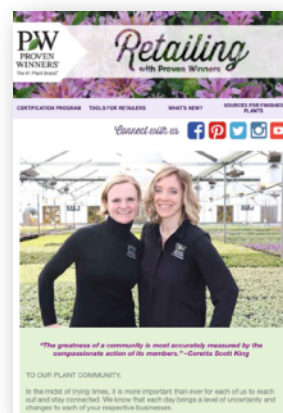 PW
PROVEN
WINNERS®
The #1 Plant Brand™
Retailing
with Proven Winners
CERTIFICATION PROGRAM TOOLS FOR RETAILERS WHAT'S NEW? SOURCES FOR FINISHED
PLANTS
Connect with us
"The greatness of a community is most accurately measured by the
compassionate action of its members." ~Coretta Scott King
TO OUR PLANT COMMUNITY,
In the midst of trying times, it is more important than ever for each of us to reach
out and stay connected. We know that each day brings a level of uncertainty and
changes to each of your respective businesses.